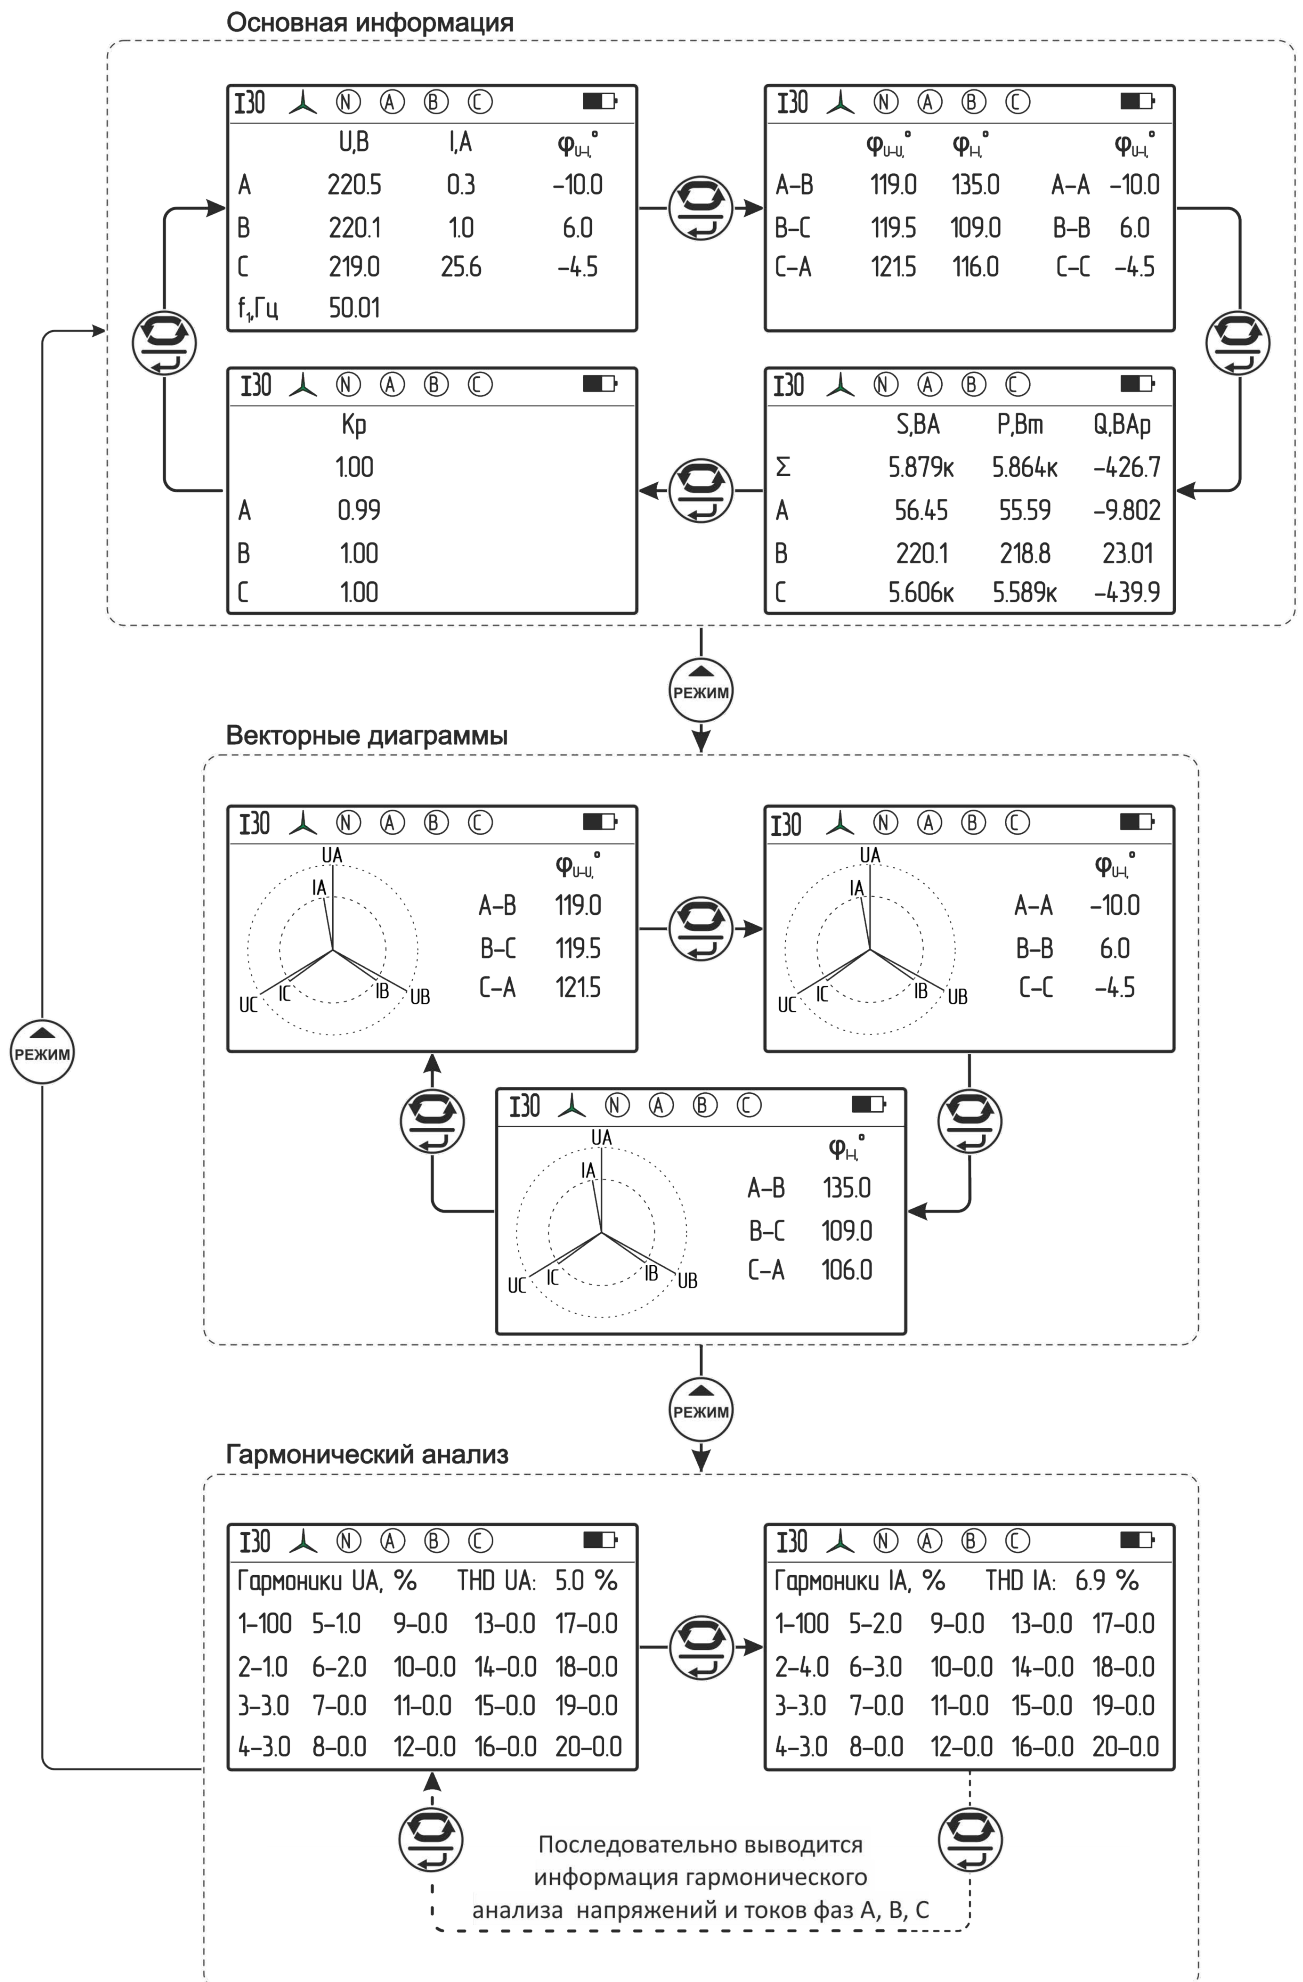 Основная информация
I30 N A B C
U,В I,А φU–I,°
A 220.5 0.3 –10.0
B 220.1 1.0 6.0
C 219.0 25.6 –4.5
f1,Гц 50.01
I30 N A B C
φU–U,° φI–I,° φU–I,°
A–B 119.0 135.0 A–A –10.0
B–C 119.5 109.0 B–B 6.0
C–A 121.5 116.0 C–C –4.5
I30 N A B C
Кр
1.00
A 0.99
B 1.00
C 1.00
I30 N A B C
S,ВА P,Вт Q,ВАр
Σ 5.879к 5.864к –426.7
A 56.45 55.59 –9.802
B 220.1 218.8 23.01
C 5.606к 5.589к –439.9
РЕЖИМ
Векторные диаграммы
I30 N A B C
UA
IA
UC IC IB UB
φU–U,°
A–B 119.0
B–C 119.5
C–A 121.5
I30 N A B C
UA
IA
UC IC IB UB
φU–I,°
A–A –10.0
B–B 6.0
C–C –4.5
РЕЖИМ
I30 N A B C
UA
IA
UC IC IB UB
φI–I,°
A–B 135.0
B–C 109.0
C–A 106.0
РЕЖИМ
Гармонический анализ
I30 N A B C
Гармоники UA, % THD UA: 5.0 %
1–100 5–1.0 9–0.0 13–0.0 17–0.0
2–1.0 6–2.0 10–0.0 14–0.0 18–0.0
3–3.0 7–0.0 11–0.0 15–0.0 19–0.0
4–3.0 8–0.0 12–0.0 16–0.0 20–0.0
I30 N A B C
Гармоники IA, % THD IA: 6.9 %
1–100 5–2.0 9–0.0 13–0.0 17–0.0
2–4.0 6–3.0 10–0.0 14–0.0 18–0.0
3–3.0 7–0.0 11–0.0 15–0.0 19–0.0
4–3.0 8–0.0 12–0.0 16–0.0 20–0.0
Последовательно выводится
информация гармонического
анализа напряжений и токов фаз А, В, С